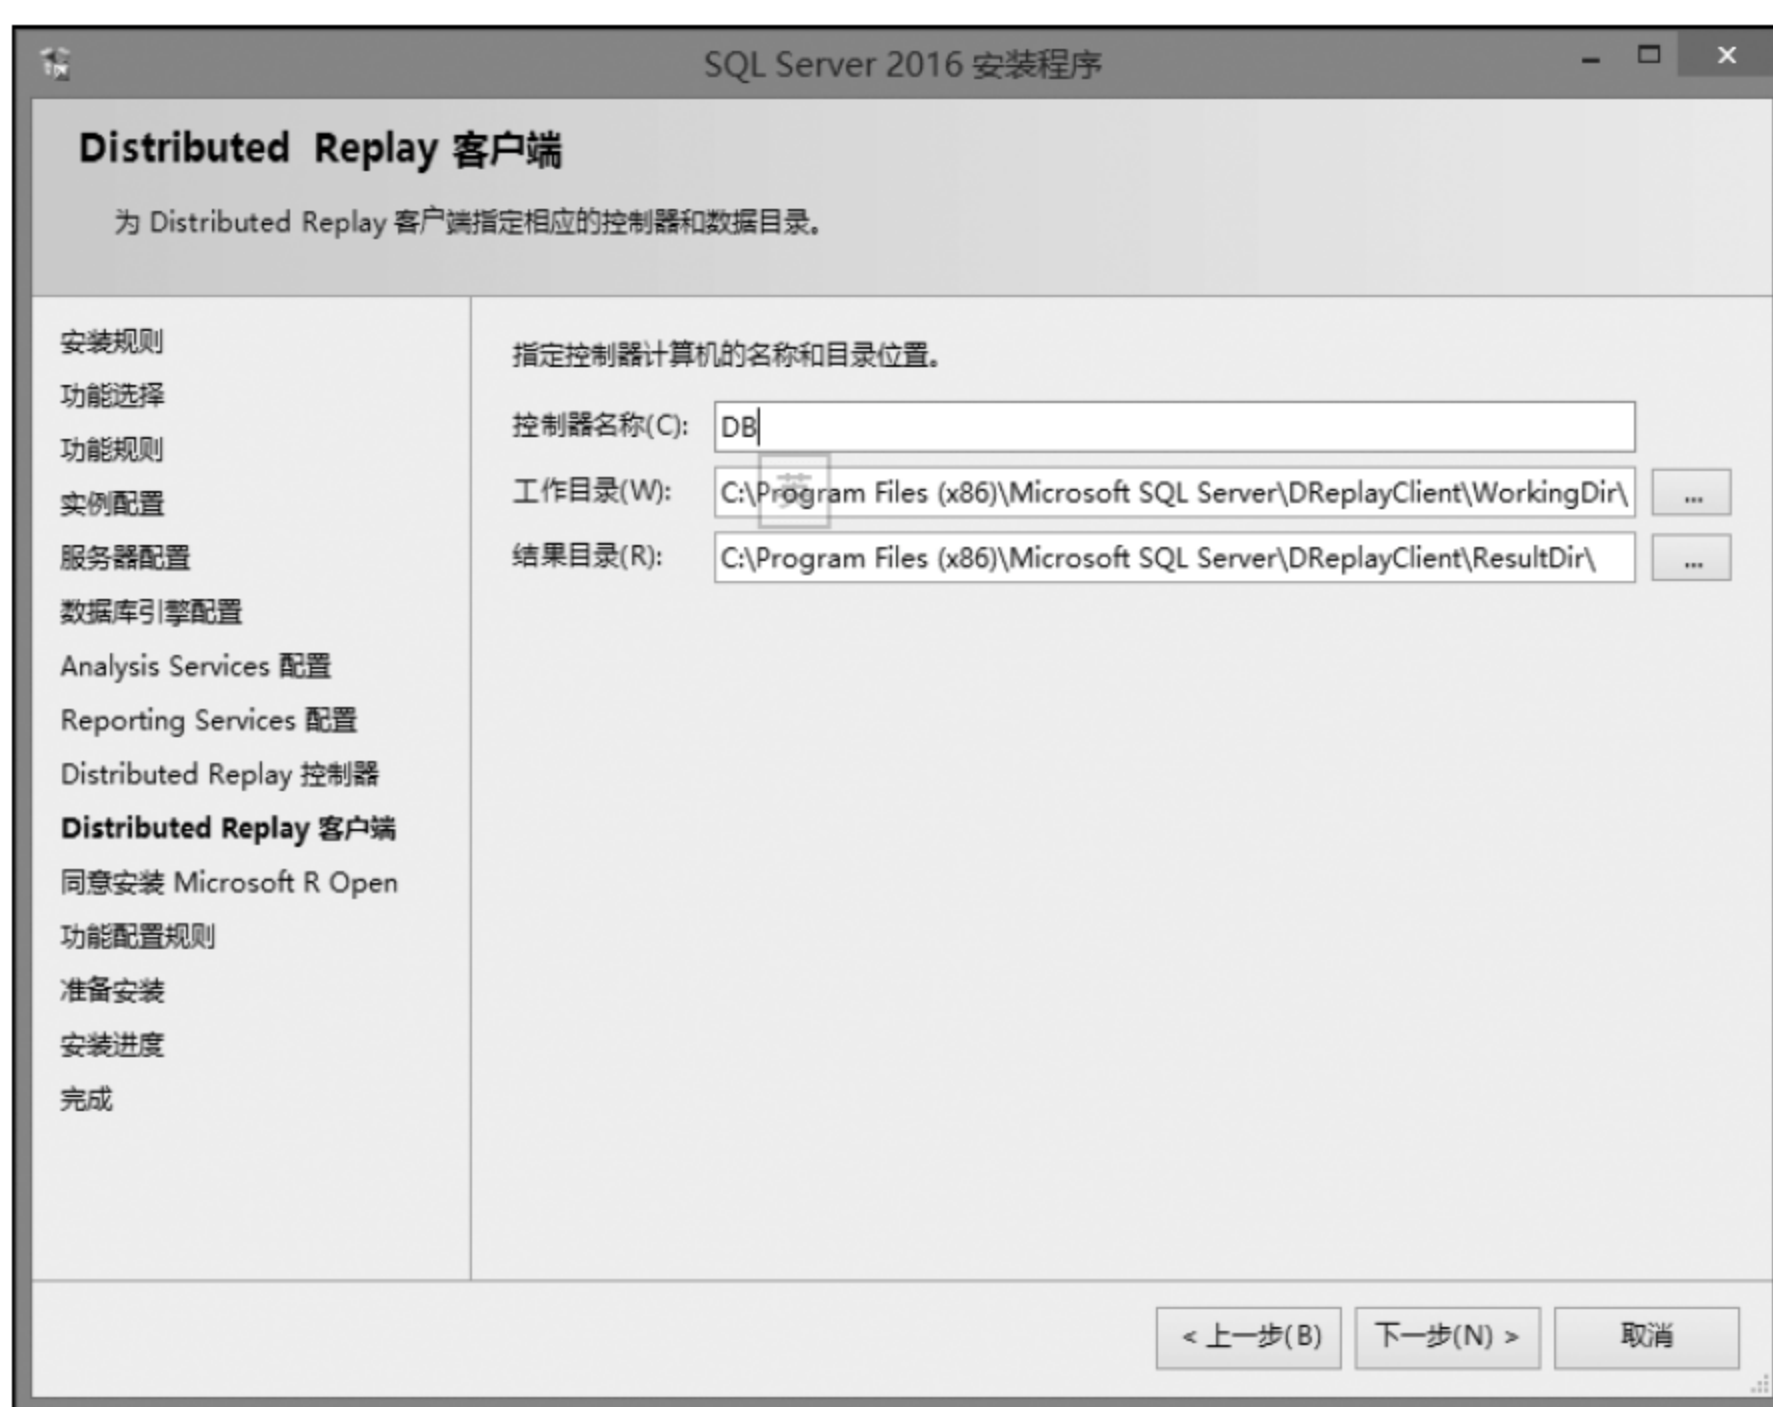 SQL Server 2016 安装程序
Distributed Replay 客户端
为 Distributed Replay 客户端指定相应的控制器和数据目录。
安装规则
功能选择
功能规则
实例配置
服务器配置
数据库引擎配置
Analysis Services 配置
Reporting Services 配置
Distributed Replay 控制器
Distributed Replay 客户端
同意安装 Microsoft R Open
功能配置规则
准备安装
安装进度
完成
指定控制器计算机的名称和目录位置。
控制器名称(C): DB
工作目录(W): C:\Program Files (x86)\Microsoft SQL Server\DReplayClient\WorkingDir\ ...
英
结果目录(R): C:\Program Files (x86)\Microsoft SQL Server\DReplayClient\ResultDir\ ...
< 上一步(B) 下一步(N) > 取消